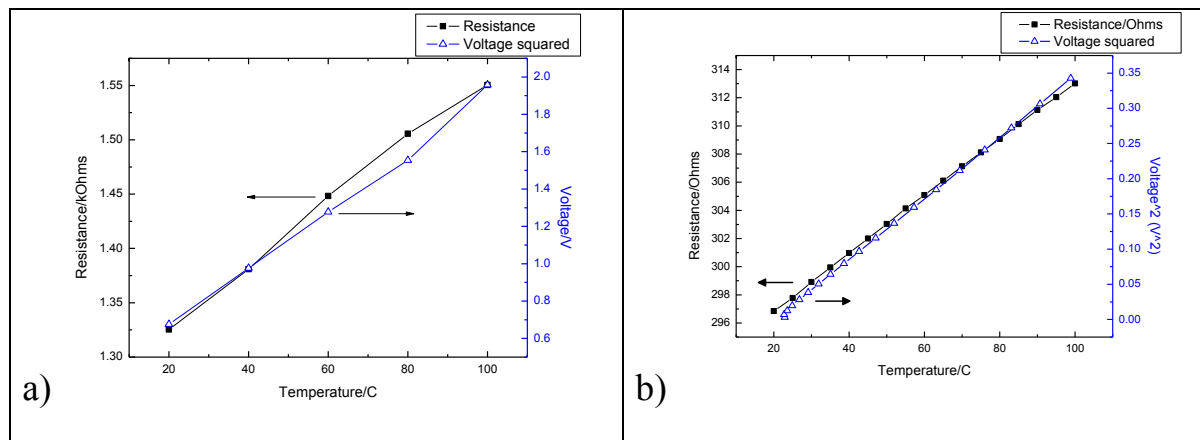 Resistance
Voltage squared
Resistance/kOhms
1.55
1.50
1.45
1.40
1.35
1.30
2.0
1.8
1.6
1.4
1.2
1.0
0.8
0.6
Voltage/V
20 40 60 80 100
Temperature/C
a)
Resistance/Ohms
Voltage squared
Resistance/Ohms
314
312
310
308
306
304
302
300
298
296
0.35
0.30
0.25
0.20
0.15
0.10
0.05
0.00
Voltage^2 (V^2)
20 40 60 80 100
Temperature/C
b)